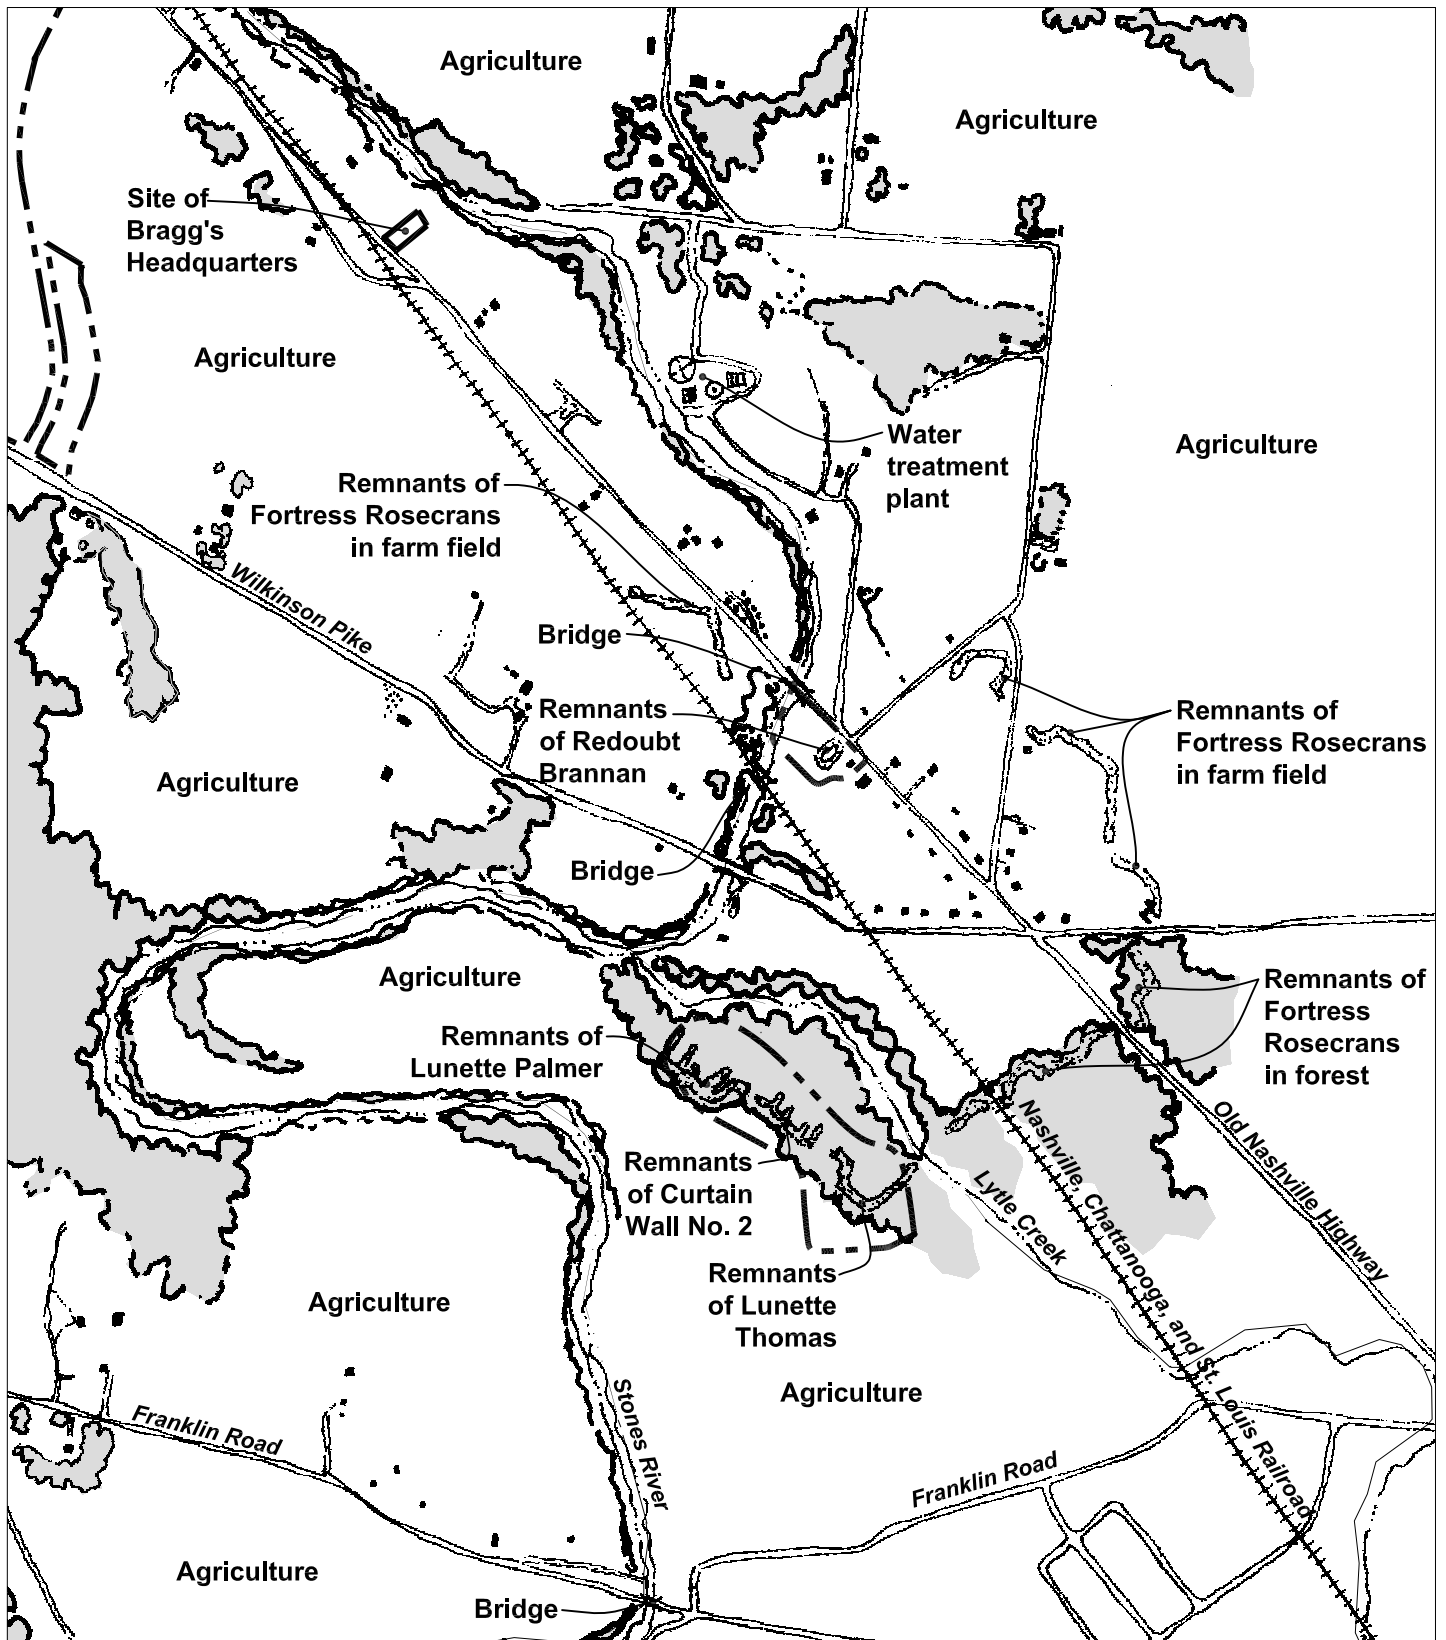 Agriculture
Agriculture
Site of
Bragg's
Headquarters
Agriculture
Water
treatment
plant
Agriculture
Remnants of
Fortress Rosecrans
in farm field
Wilkinson Pike
Bridge
Remnants
of Redoubt
Brannan
Remnants of
Fortress Rosecrans
in farm field
Agriculture
Bridge
Agriculture
Remnants of
Lunette Palmer
Remnants of
Fortress
Rosecrans
in forest
Remnants
of Curtain
Wall No. 2
Lytle Creek
Nashville, Chattanooga, and St. Louis Railroad
Old Nashville Highway
Remnants
of Lunette
Thomas
Agriculture
Agriculture
Stones River
Franklin Road
Franklin Road
Agriculture
Bridge